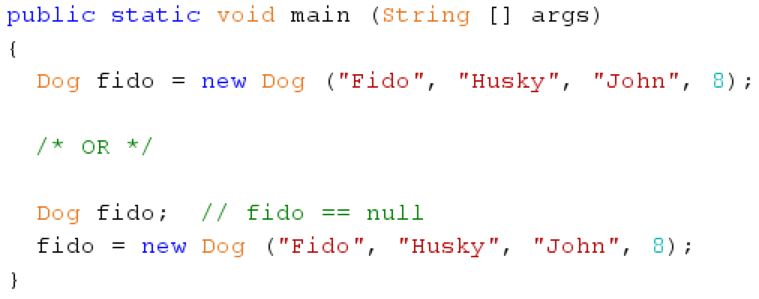 public static void main (String [] args)
{
Dog fido = new Dog ("Fido", "Husky", "John", 8);
/* OR */
Dog fido; // fido == null
fido = new Dog ("Fido", "Husky", "John", 8);
}